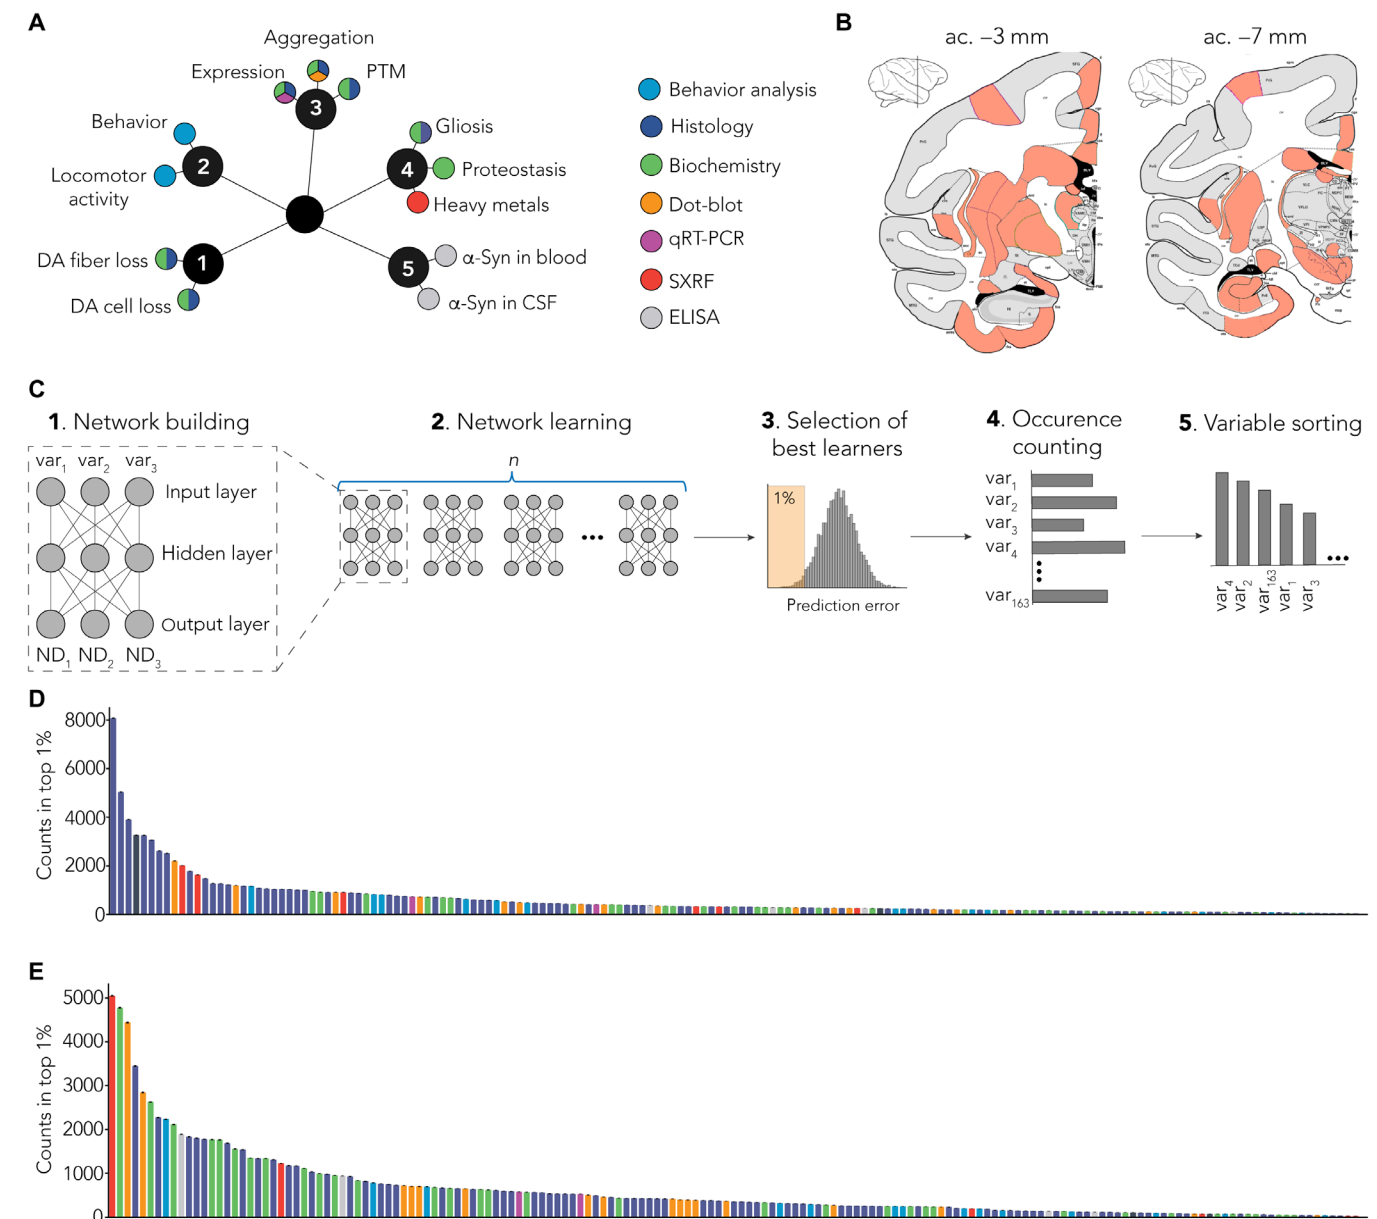 A
Aggregation
Expression
PTM
3
Behavior
2
Locomotor
activity
Gliosis
4
Proteostasis
Heavy metals
DA fiber loss
1
DA cell loss
5
α-Syn in blood
α-Syn in CSF
Behavior analysis
Histology
Biochemistry
Dot-blot
qRT-PCR
SXRF
ELISA
B
ac. –3 mm
ac. –7 mm
C
1. Network building
var1 var2 var3
Input layer
Hidden layer
Output layer
ND1 ND2 ND3
2. Network learning
n
3. Selection of
best learners
1%
Prediction error
4. Occurence
counting
var1
var2
var3
var4
var163
5. Variable sorting
var4 var2 var163 var1 var3
D
Counts in top 1%
8000
6000
4000
2000
0
E
Counts in top 1%
5000
4000
3000
2000
1000
0